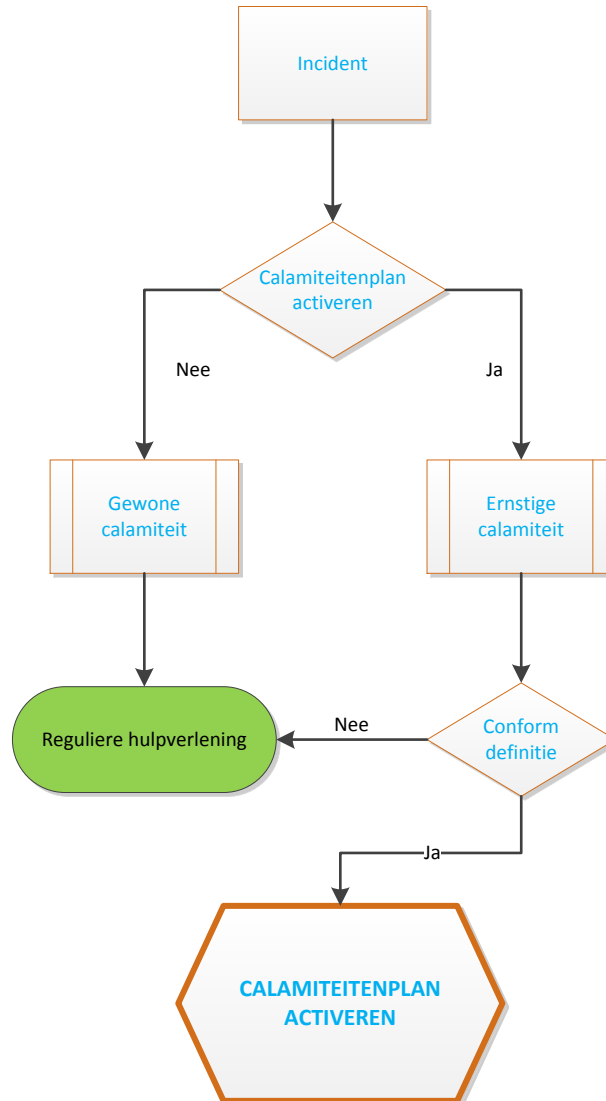 Incident
Calamiteitenplan
activeren
Nee
Ja
Gewone
calamiteit
Ernstige
calamiteit
Reguliere hulpverlening
Nee
Conform
definitie
Ja
CALAMITEITENPLAN
ACTIVEREN